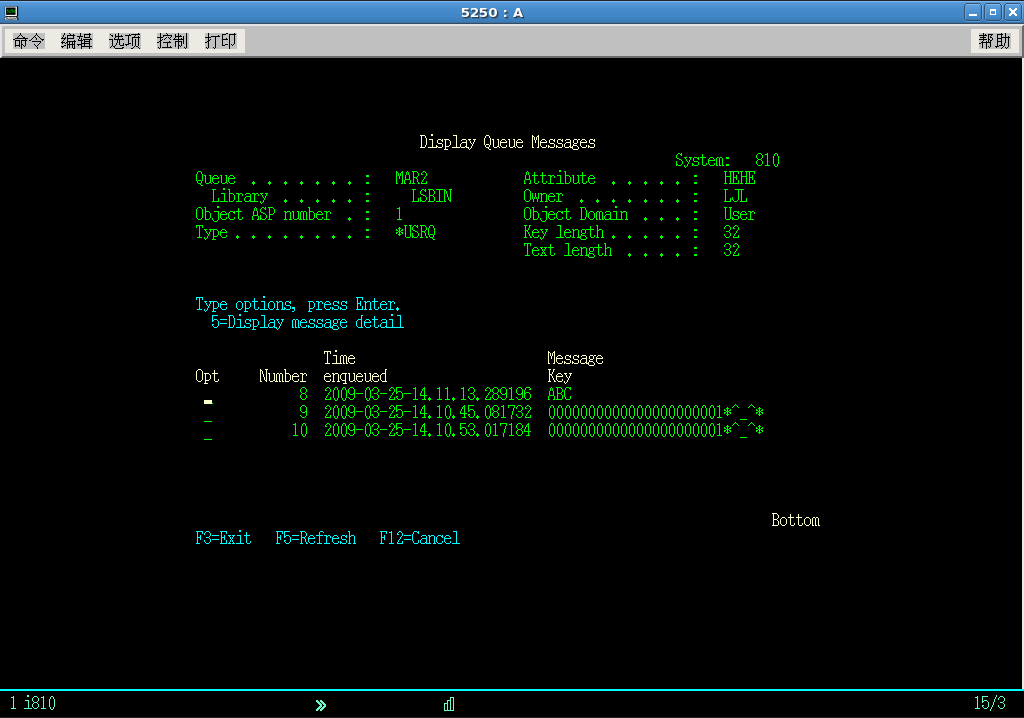 5250 : A
命令 编辑 选项 控制 打印 帮助
Display Queue Messages
System: 810
Queue . . . . . . . : MAR2 Attribute . . . . . : HEHE
Library . . . . . : LSBIN Owner . . . . . . . : LJL
Object ASP number . : 1 Object Domain . . . : User
Type . . . . . . . . : *USRQ Key length . . . . . : 32
Text length . . . . : 32
Type options, press Enter.
5=Display message detail
Time Message
Opt Number enqueued Key
8 2009-03-25-14.11.13.289196 ABC
_ 9 2009-03-25-14.10.45.081732 0000000000000000000001*^_^*
_ 10 2009-03-25-14.10.53.017184 0000000000000000000001*^_^*
Bottom
F3=Exit F5=Refresh F12=Cancel
1 i810 15/3